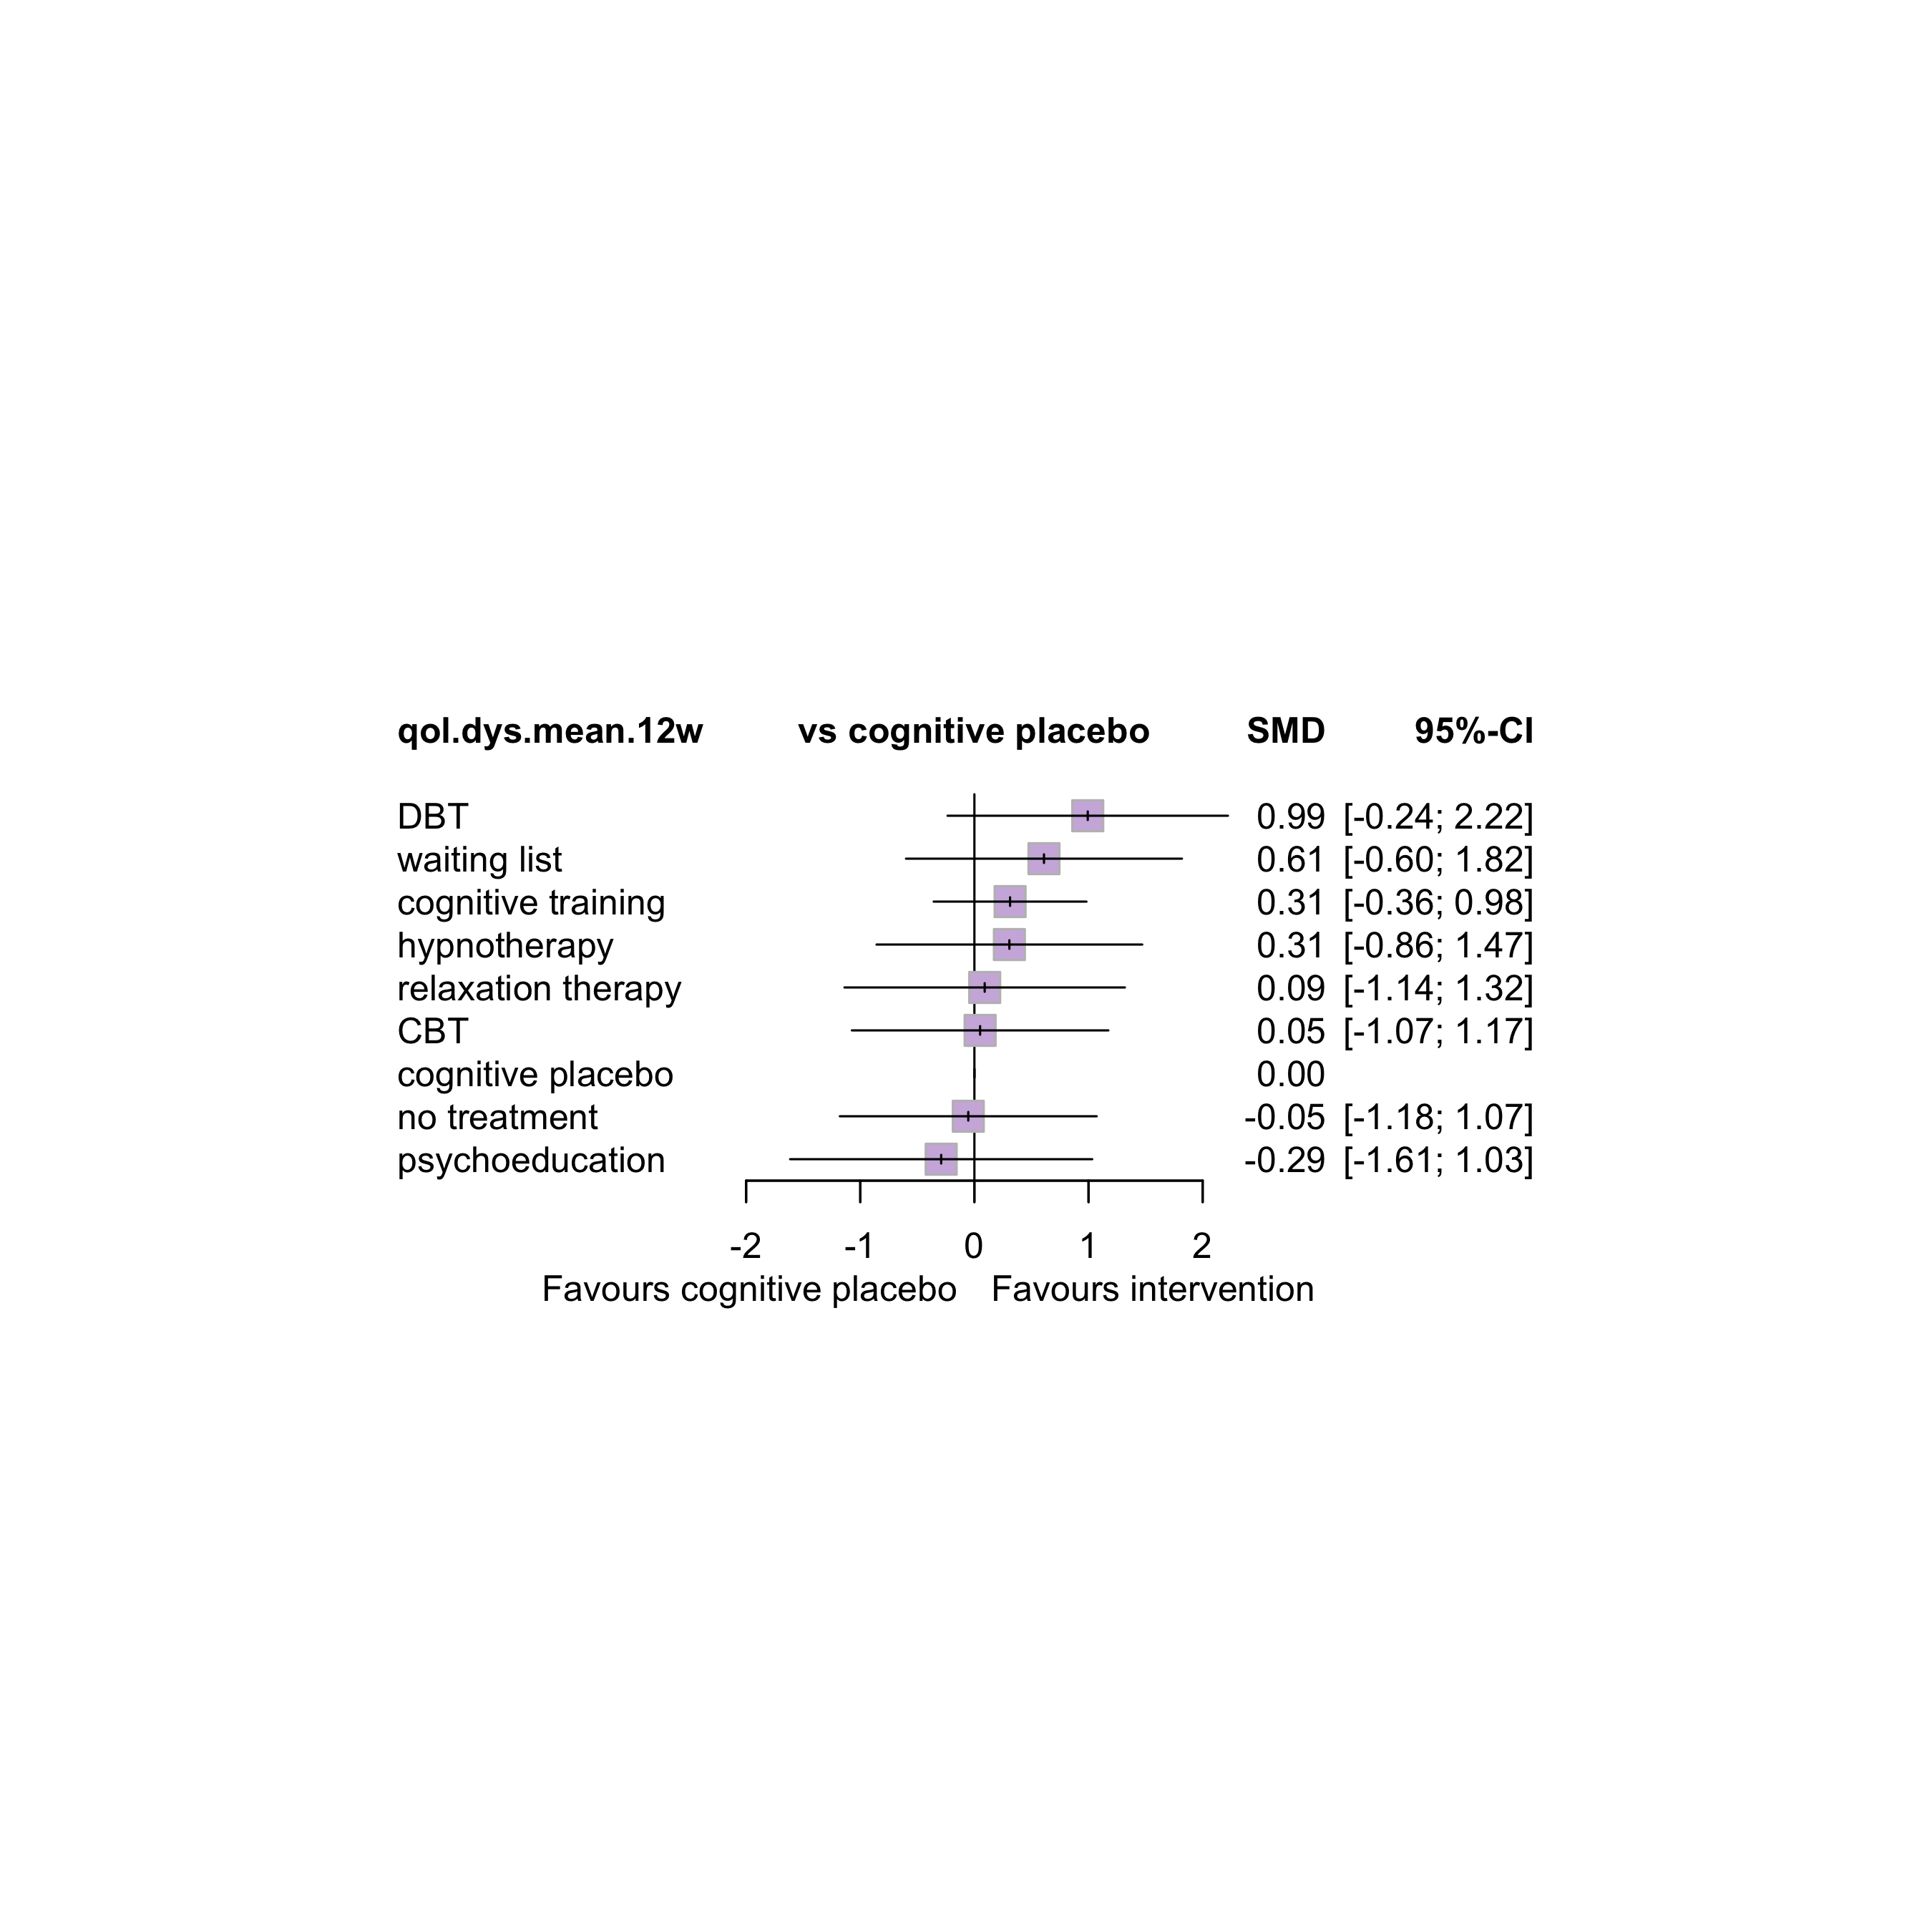 qol.dys.mean.12w vs cognitive placebo SMD 95%-CI
DBT 0.99 [-0.24; 2.22]
waiting list 0.61 [-0.60; 1.82]
cognitive training 0.31 [-0.36; 0.98]
hypnotherapy 0.31 [-0.86; 1.47]
relaxation therapy 0.09 [-1.14; 1.32]
CBT 0.05 [-1.07; 1.17]
cognitive placebo 0.00
no treatment -0.05 [-1.18; 1.07]
psychoeducation -0.29 [-1.61; 1.03]
-2 -1 0 1 2
Favours cognitive placebo Favours intervention